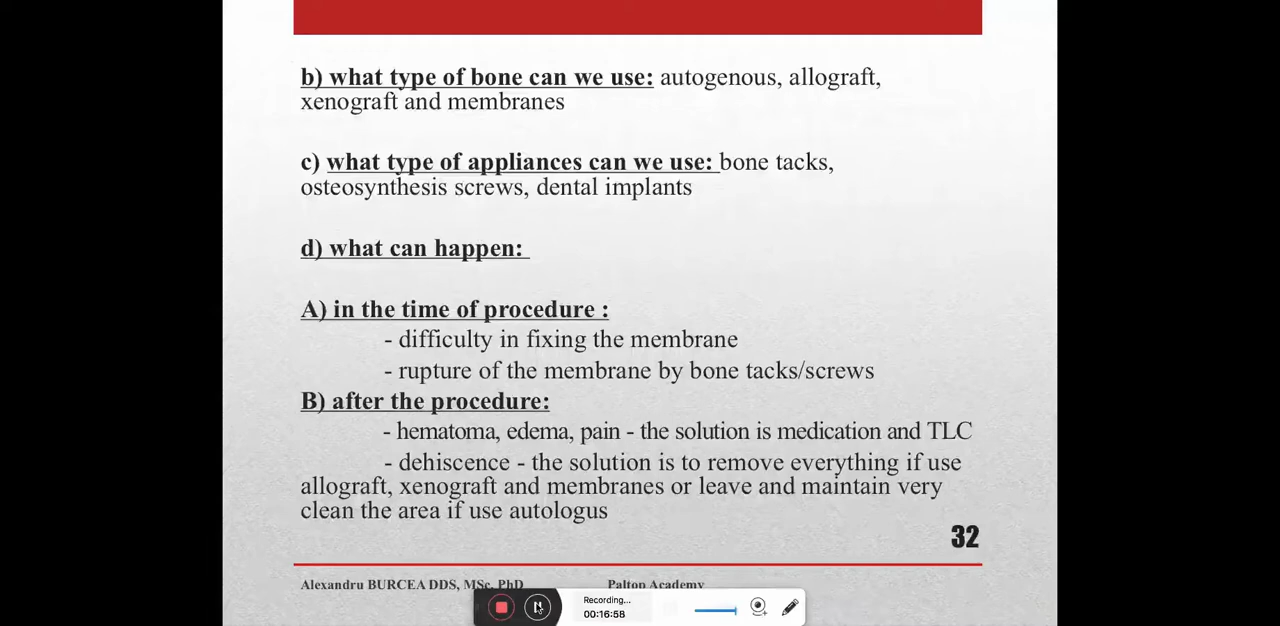 b) what type of bone can we use: autogenous, allograft,
xenograft and membranes
c) what type of appliances can we use: bone tacks,
osteosynthesis screws, dental implants
d) what can happen:
A) in the time of procedure :
- difficulty in fixing the membrane
- rupture of the membrane by bone tacks/screws
B) after the procedure:
- hematoma, edema, pain - the solution is medication and TLC
- dehiscence - the solution is to remove everything if use
allograft, xenograft and membranes or leave and maintain very
clean the area if use autologus
32
Alexandru BURCEA DDS, MSc, PhD Palton Academy
Recording...
00:16:58